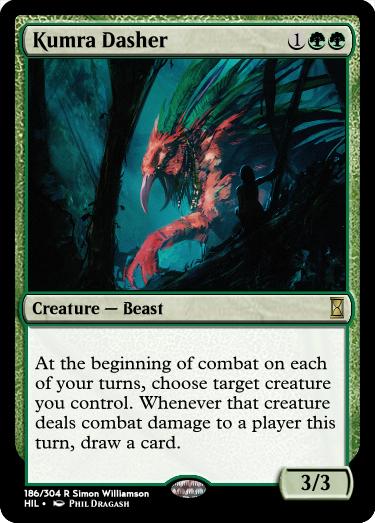 Kumra Dasher 1
Creature — Beast
At the beginning of combat on each
of your turns, choose target creature
you control. Whenever that creature
deals combat damage to a player this
turn, draw a card.
3/3
186/304 R Simon Williamson
HIL • Phil Dragash